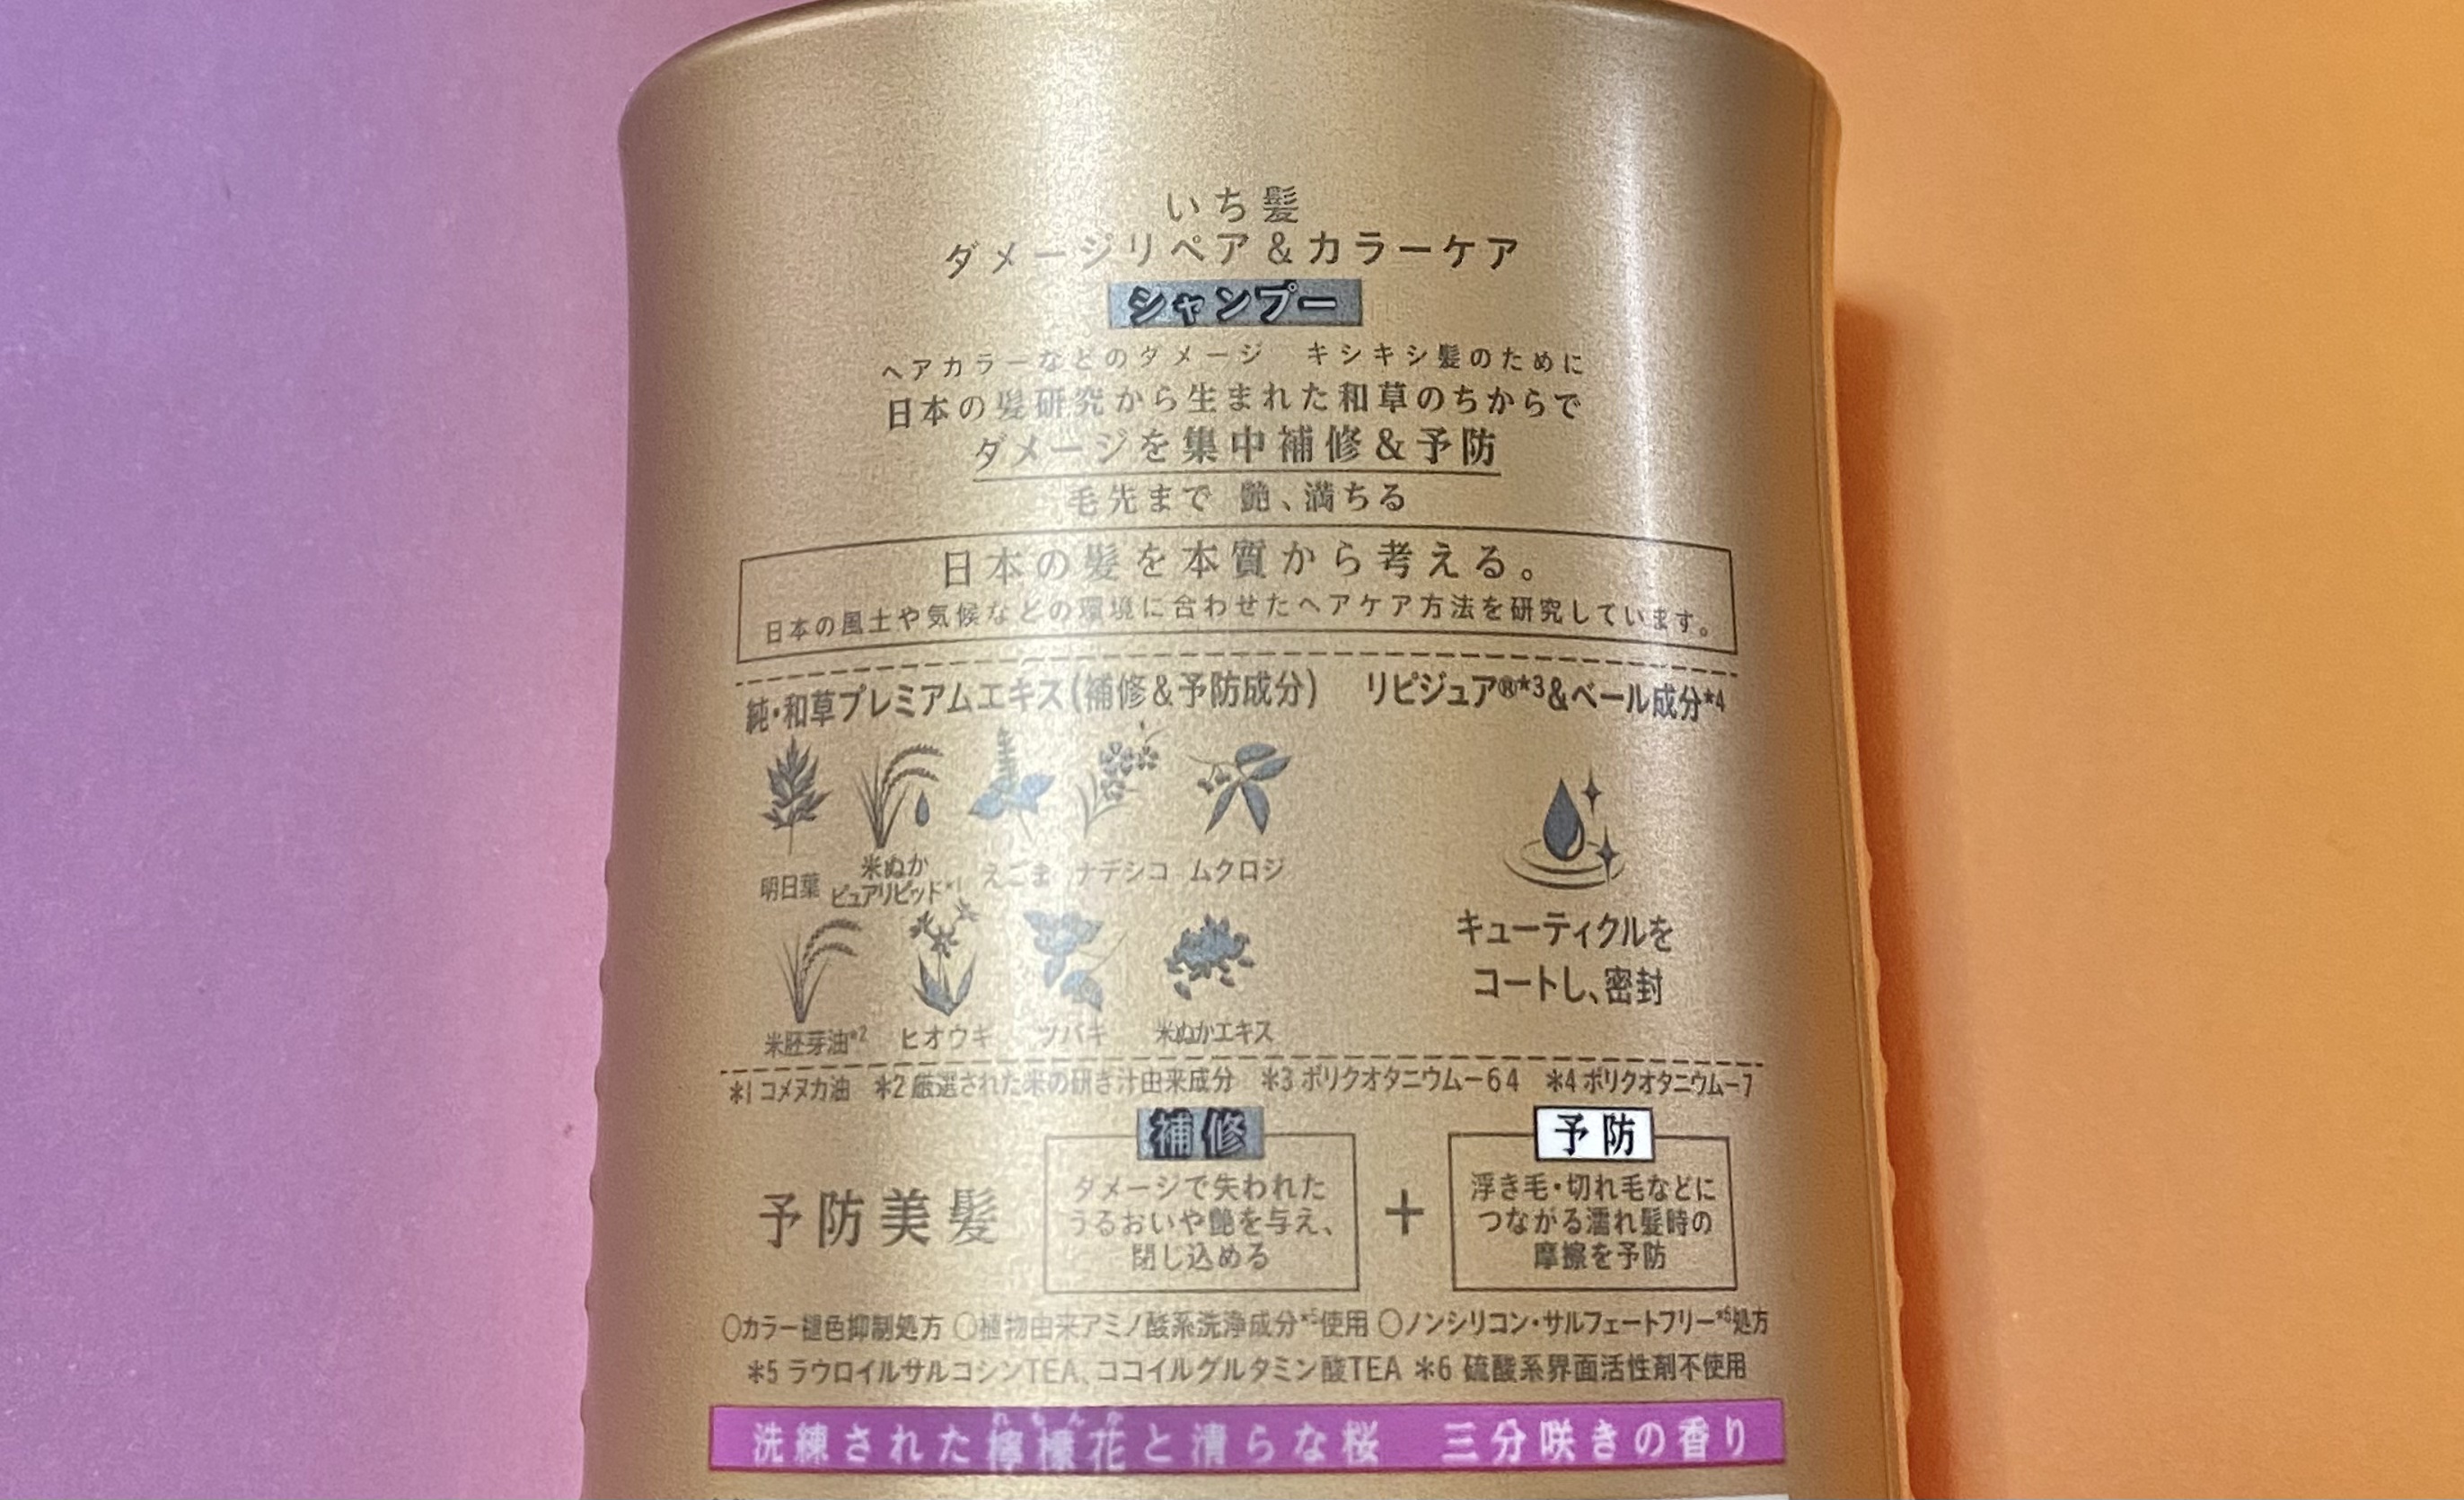 いち髪
ダメージリペア&カラーケア
シャンプー
ヘアカラーなどのダメージ　キシキシ髪のために
日本の髪研究から生まれた和草のちからで
ダメージを集中補修&予防
毛先まで 艶、満ちる
日本の髪を本質から考える。
日本の風土や気候などの環境に合わせたヘアケア方法を研究しています。
純・和草プレミアムエキス(補修&予防成分)
リピジュア®*3&ベール成分*4
明日葉　米ぬか　えごま　ナデシコ　ムクロジ
ピュアリピッド*1
キューティクルを
コートし、密封
米胚芽油*2　ヒオウギ　ツバキ　米ぬかエキス
*1 コメヌカ油　*2 厳選された米の研ぎ汁由来成分　*3 ポリクオタニウム−64　*4 ポリクオタニウム−7
予防美髪
補修
ダメージで失われた
うるおいや艶を与え、
閉じ込める
+
予防
浮き毛・切れ毛などに
つながる濡れ髪時の
摩擦を予防
○カラー褪色抑制処方 ○植物由来アミノ酸系洗浄成分*5使用 ○ノンシリコン・サルフェートフリー*6処方
*5 ラウロイルサルコシンTEA、ココイルグルタミン酸TEA *6 硫酸系界面活性剤不使用
洗練された檸檬花と清らな桜　三分咲きの香り